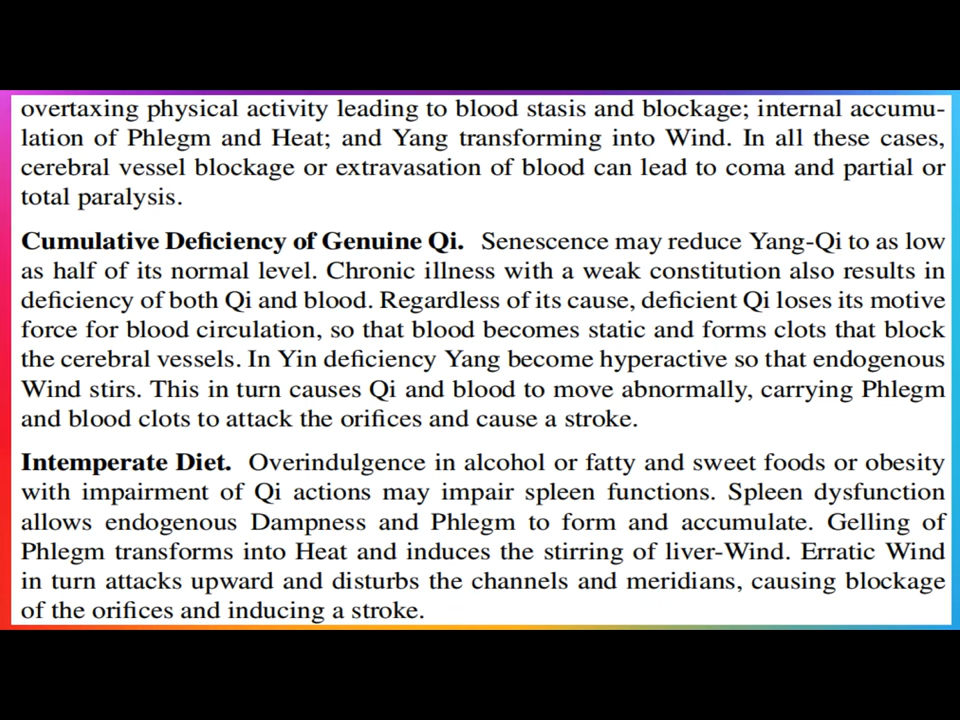 overtaxing physical activity leading to blood stasis and blockage; internal accumu-
lation of Phlegm and Heat; and Yang transforming into Wind. In all these cases,
cerebral vessel blockage or extravasation of blood can lead to coma and partial or
total paralysis.
Cumulative Deficiency of Genuine Qi. Senescence may reduce Yang-Qi to as low
as half of its normal level. Chronic illness with a weak constitution also results in
deficiency of both Qi and blood. Regardless of its cause, deficient Qi loses its motive
force for blood circulation, so that blood becomes static and forms clots that block
the cerebral vessels. In Yin deficiency Yang become hyperactive so that endogenous
Wind stirs. This in turn causes Qi and blood to move abnormally, carrying Phlegm
and blood clots to attack the orifices and cause a stroke.
Intemperate Diet. Overindulgence in alcohol or fatty and sweet foods or obesity
with impairment of Qi actions may impair spleen functions. Spleen dysfunction
allows endogenous Dampness and Phlegm to form and accumulate. Gelling of
Phlegm transforms into Heat and induces the stirring of liver-Wind. Erratic Wind
in turn attacks upward and disturbs the channels and meridians, causing blockage
of the orifices and inducing a stroke.